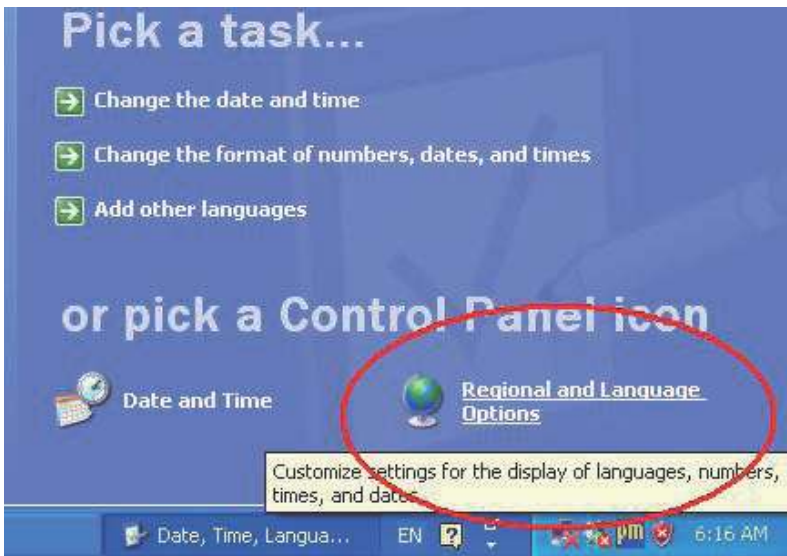 Pick a task...
Change the date and time
Change the format of numbers, dates, and times
Add other languages
or pick a Control Panel icon
Date and Time
Regional and Language
Options
Customize settings for the display of languages, numbers,
times, and dates
Date, Time, Langua...
EN
pm
6:16 AM